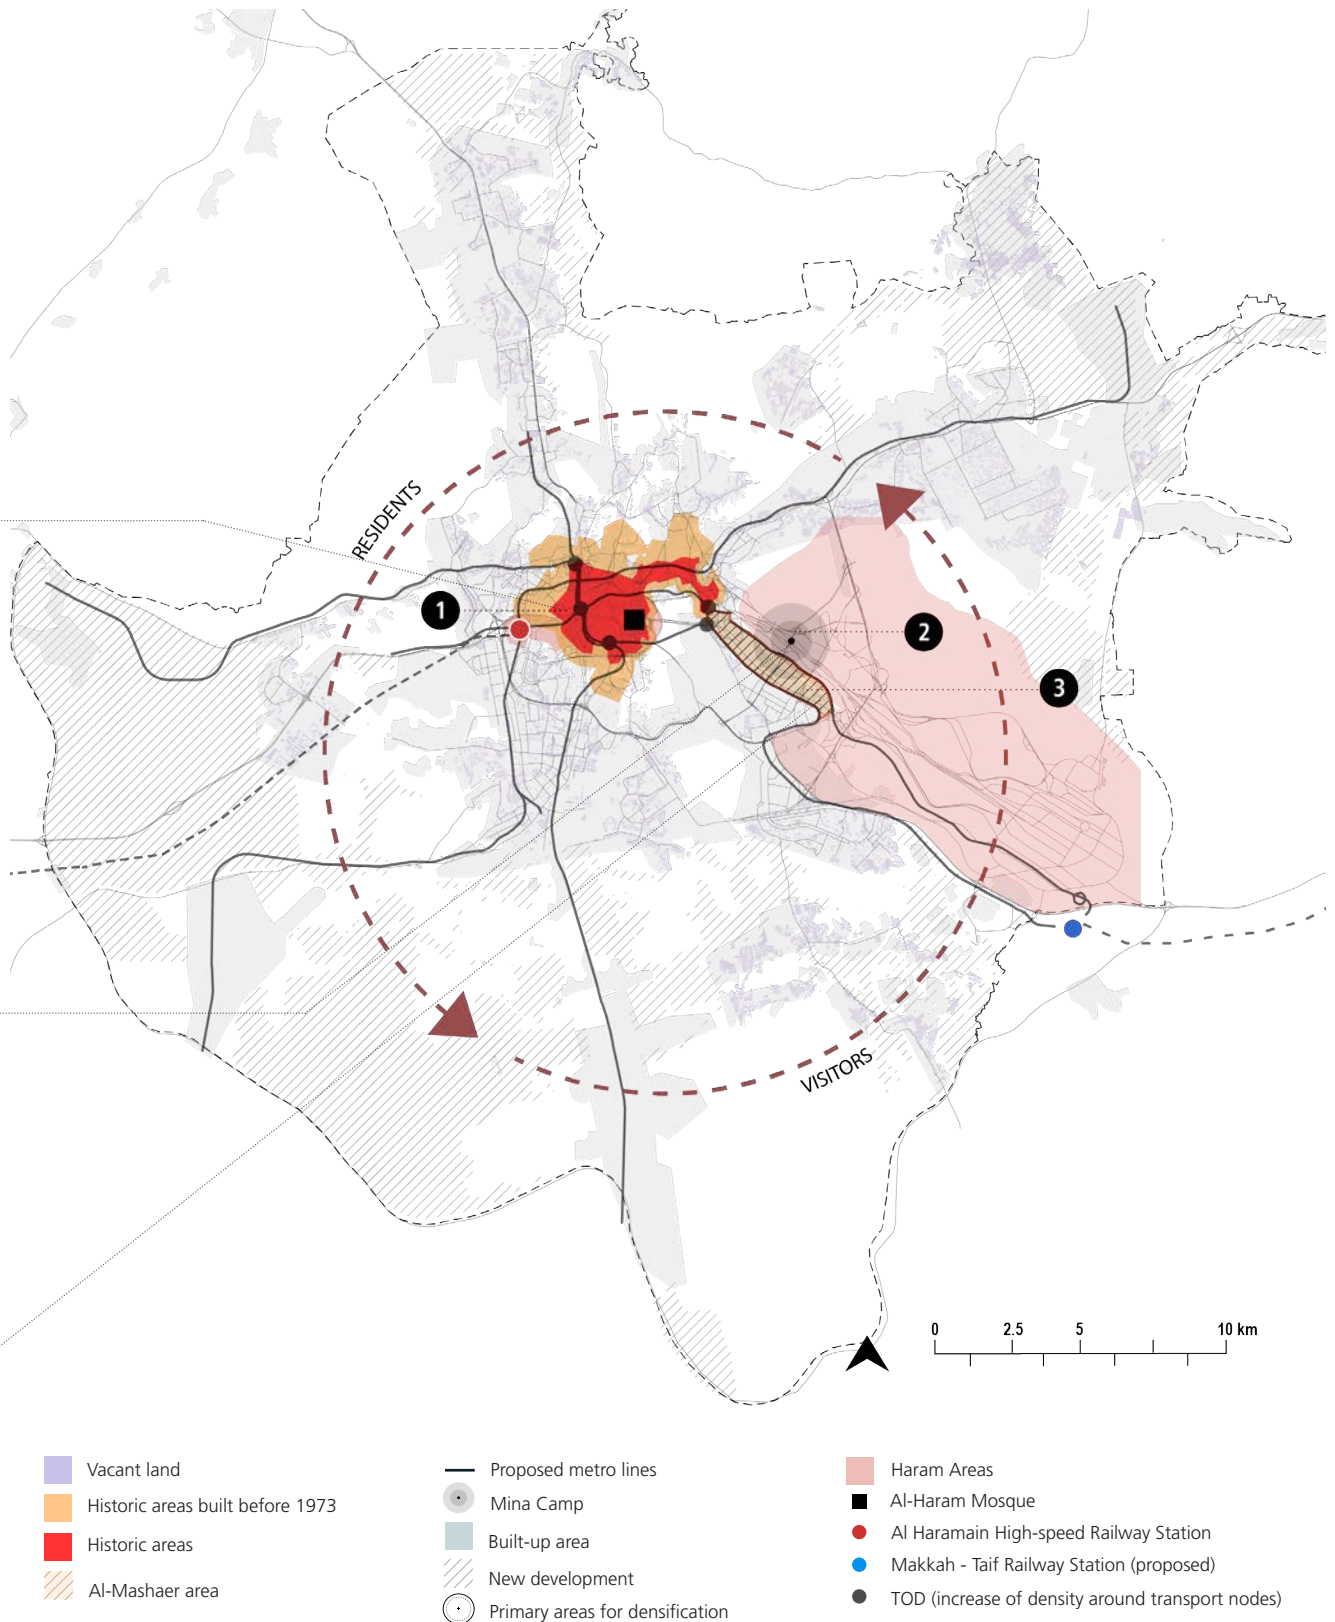 RESIDENTS
1
2
3
VISITORS
0 2.5 5 10 km
Vacant land
Historic areas built before 1973
Historic areas
Al-Mashaer area
Proposed metro lines
Mina Camp
Built-up area
New development
Primary areas for densification
Haram Areas
Al-Haram Mosque
Al Haramain High-speed Railway Station
Makkah - Taif Railway Station (proposed)
TOD (increase of density around transport nodes)